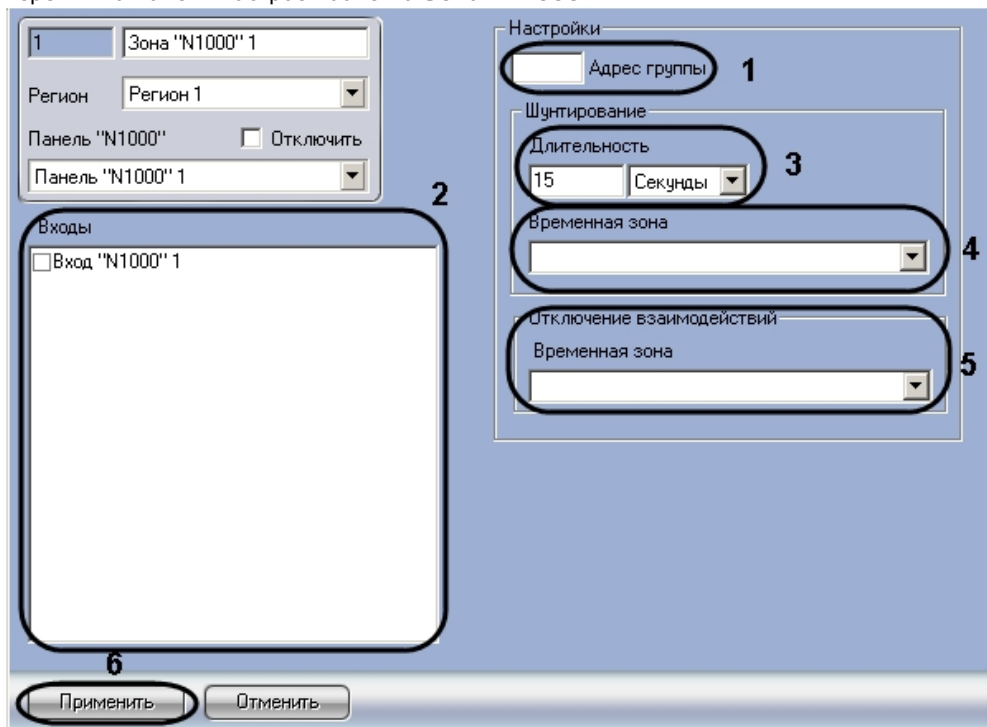 1
Зона "N1000" 1
Регион
Регион 1
Панель "N1000"
Отключить
Панель "N1000" 1
2
Входы
Вход "N1000" 1
Настройки
Адрес группы
1
Шунтирование
Длительность
15
Секунды
3
Временная зона
4
Отключение взаимодействий
Временная зона
5
6
Применить
Отменить